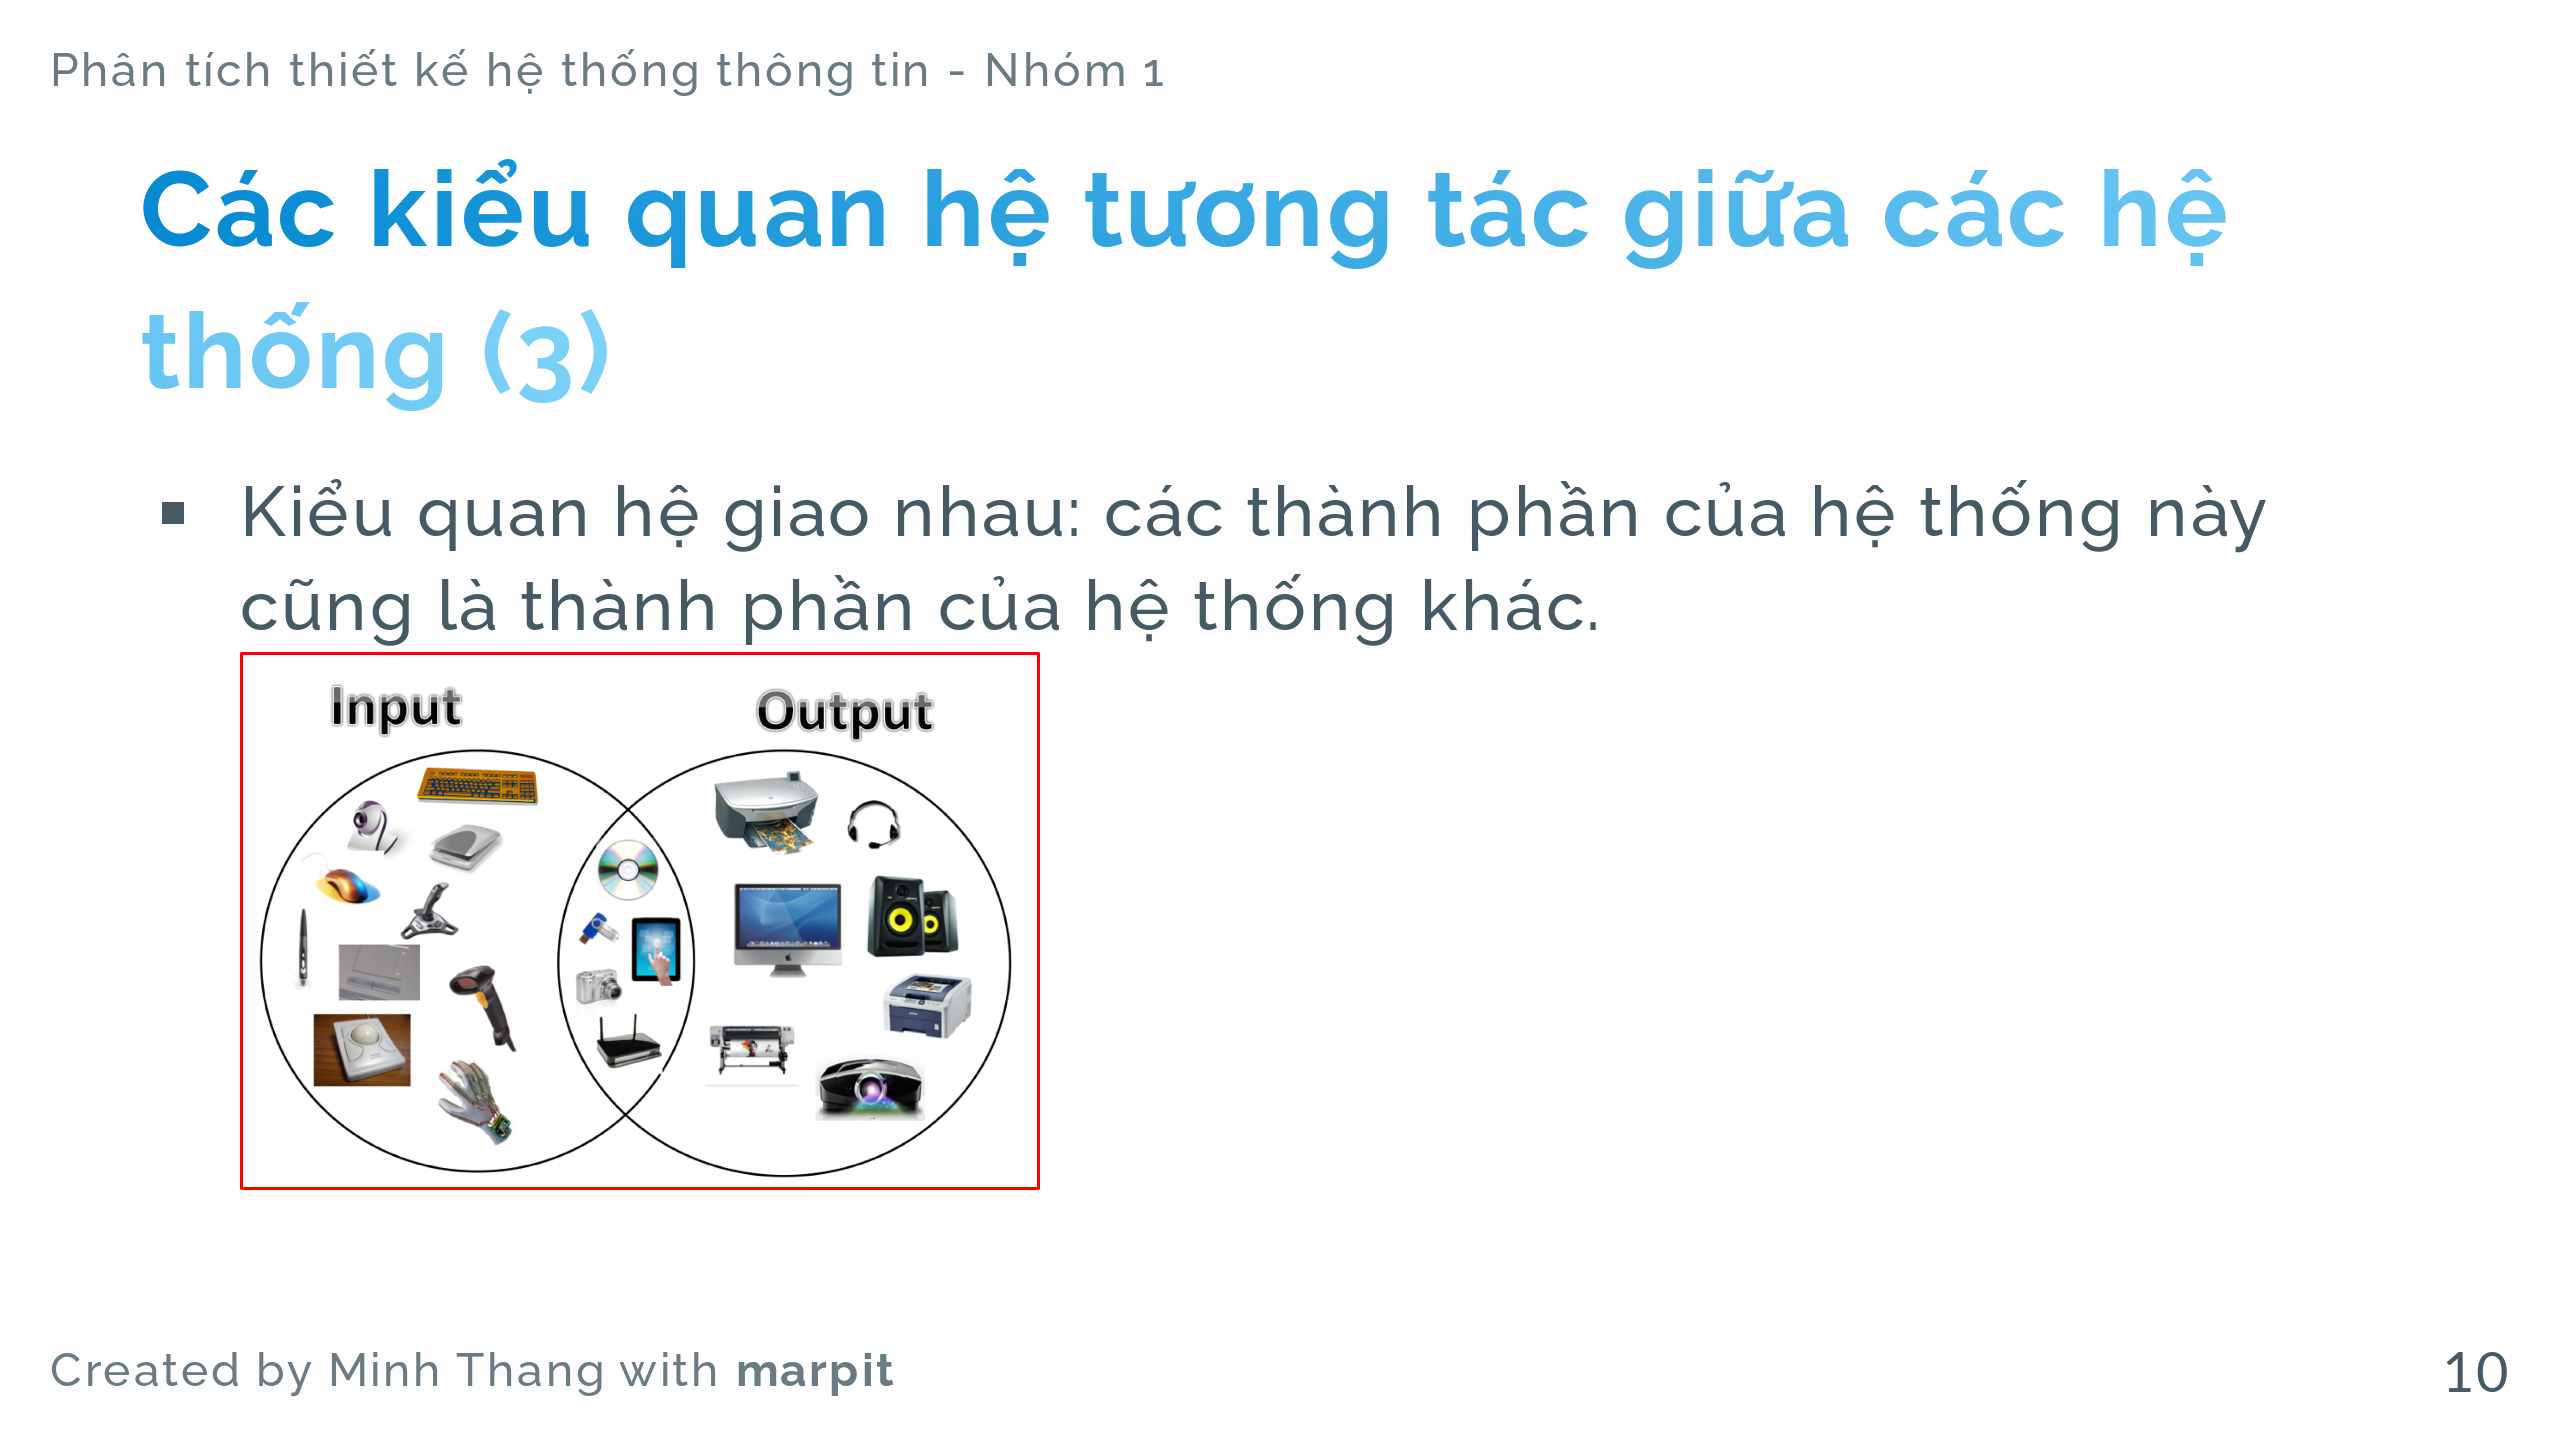 Phân tích thiết kế hệ thống thông tin - Nhóm 1
Các kiểu quan hệ tương tác giữa các hệ
thống (3)
Kiểu quan hệ giao nhau: các thành phần của hệ thống này
cũng là thành phần của hệ thống khác.
Input
Output
Created by Minh Thang with marpit
10